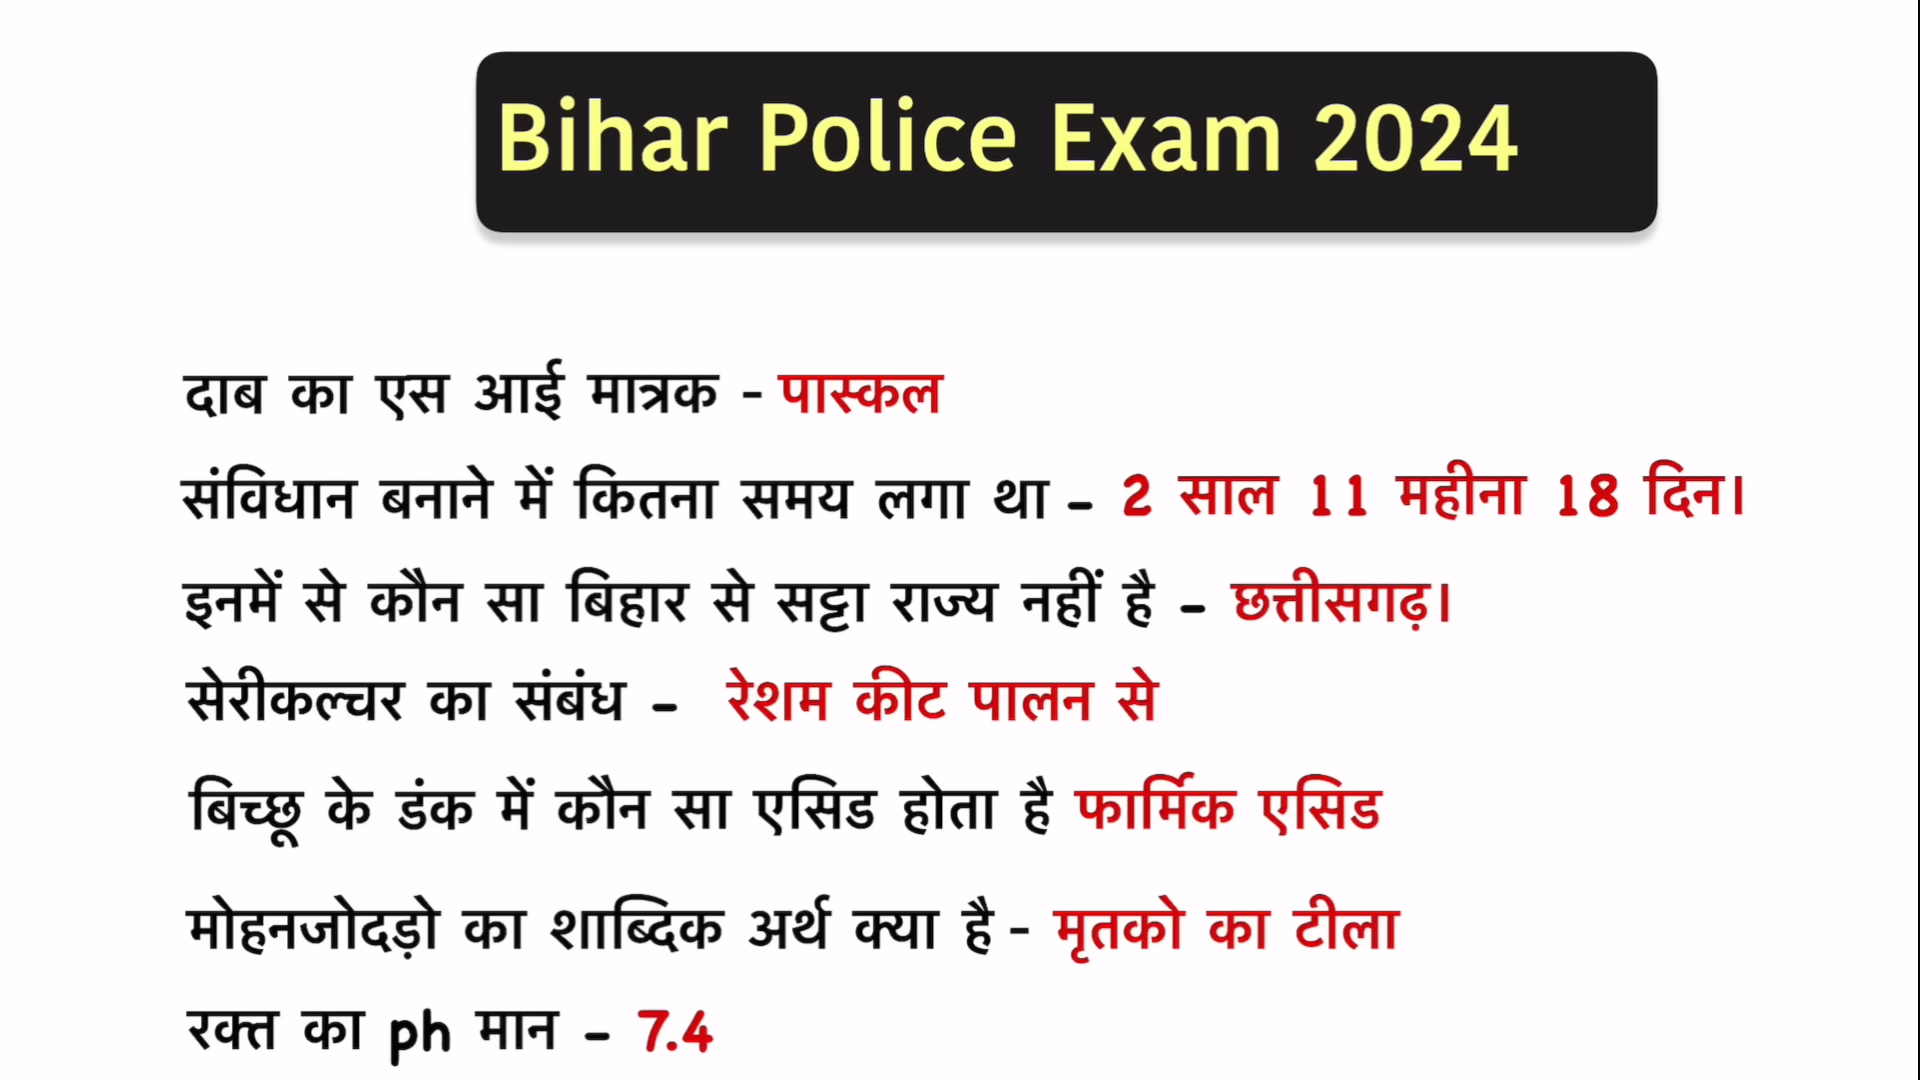 Bihar Police Exam 2024
दाब का एस आई मात्रक - पास्कल
संविधान बनाने में कितना समय लगा था - 2 साल 11 महीना 18 दिन।
इनमें से कौन सा बिहार से सट्टा राज्य नहीं है - छत्तीसगढ़।
सेरीकल्चर का संबंध - रेशम कीट पालन से
बिच्छू के डंक में कौन सा एसिड होता है फार्मिक एसिड
मोहनजोदड़ो का शाब्दिक अर्थ क्या है - मृतको का टीला
रक्त का ph मान - 7.4